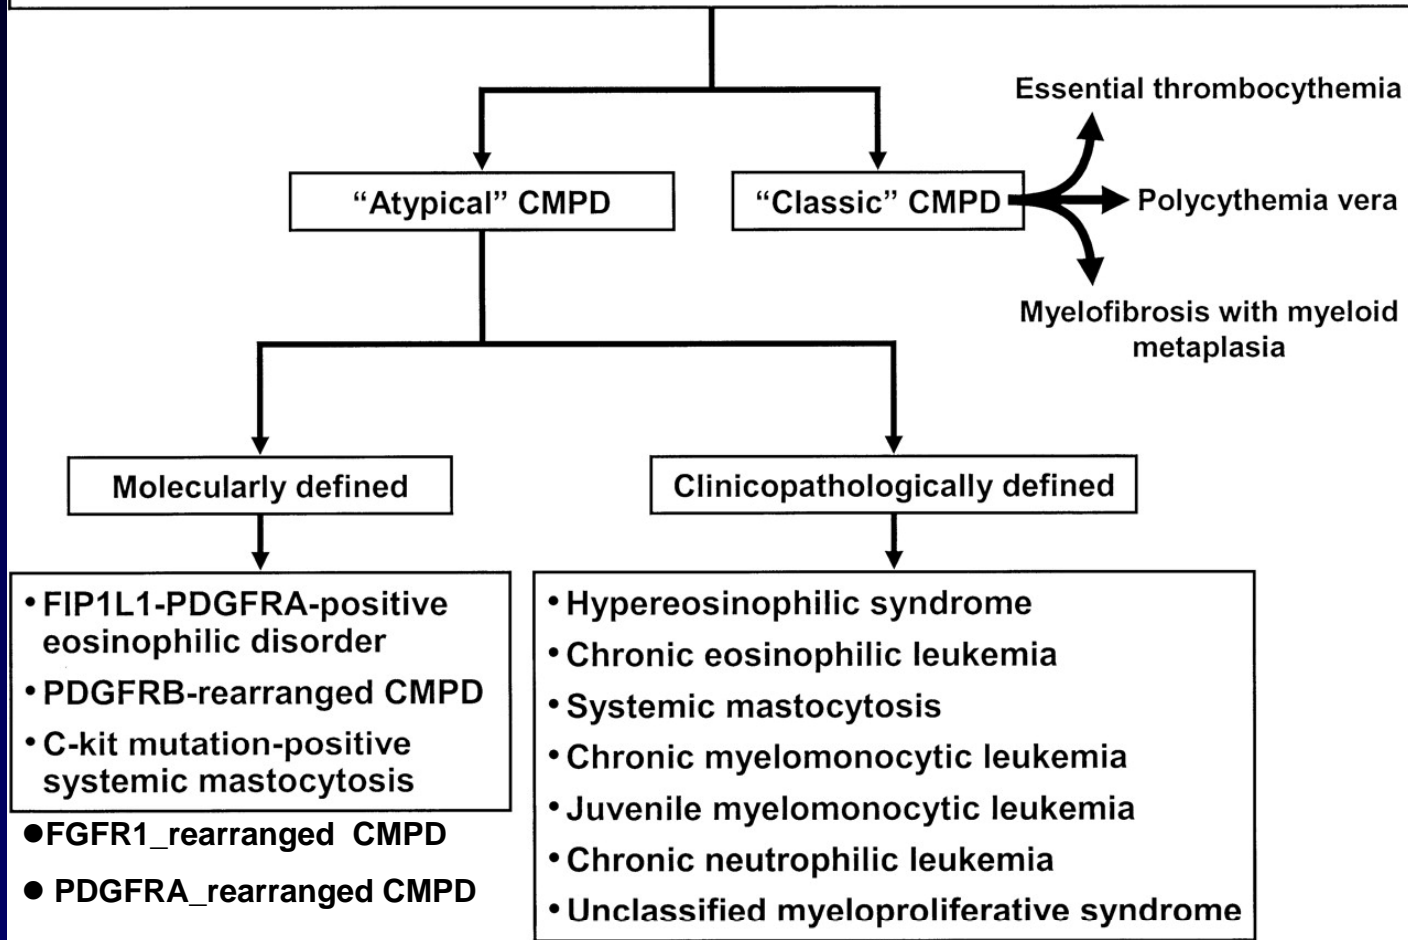 Essential thrombocythemia
“Atypical” CMPD
“Classic” CMPD
Polycythemia vera
Myelofibrosis with myeloid
metaplasia
Molecularly defined
Clinicopathologically defined
• FIP1L1-PDGFRA-positive
eosinophilic disorder
• PDGFRB-rearranged CMPD
• C-kit mutation-positive
systemic mastocytosis
● FGFR1_rearranged CMPD
● PDGFRA_rearranged CMPD
• Hypereosinophilic syndrome
• Chronic eosinophilic leukemia
• Systemic mastocytosis
• Chronic myelomonocytic leukemia
• Juvenile myelomonocytic leukemia
• Chronic neutrophilic leukemia
• Unclassified myeloproliferative syndrome